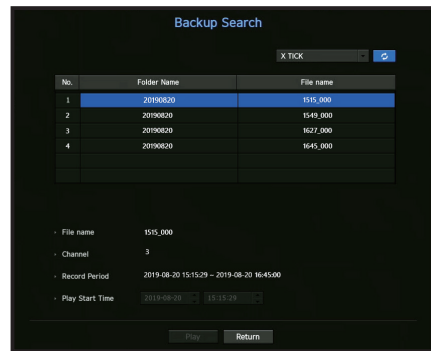 Backup Search
X TICK
No. Folder Name File name
1 20190820 1515_000
2 20190820 1549_000
3 20190820 1627_000
4 20190820 1645_000
File name 1515_000
Channel 3
Record Period 2019-08-20 15:15:29 ~ 2019-08-20 16:45:00
Play Start Time 2019-08-20 15:15:29
Play Return